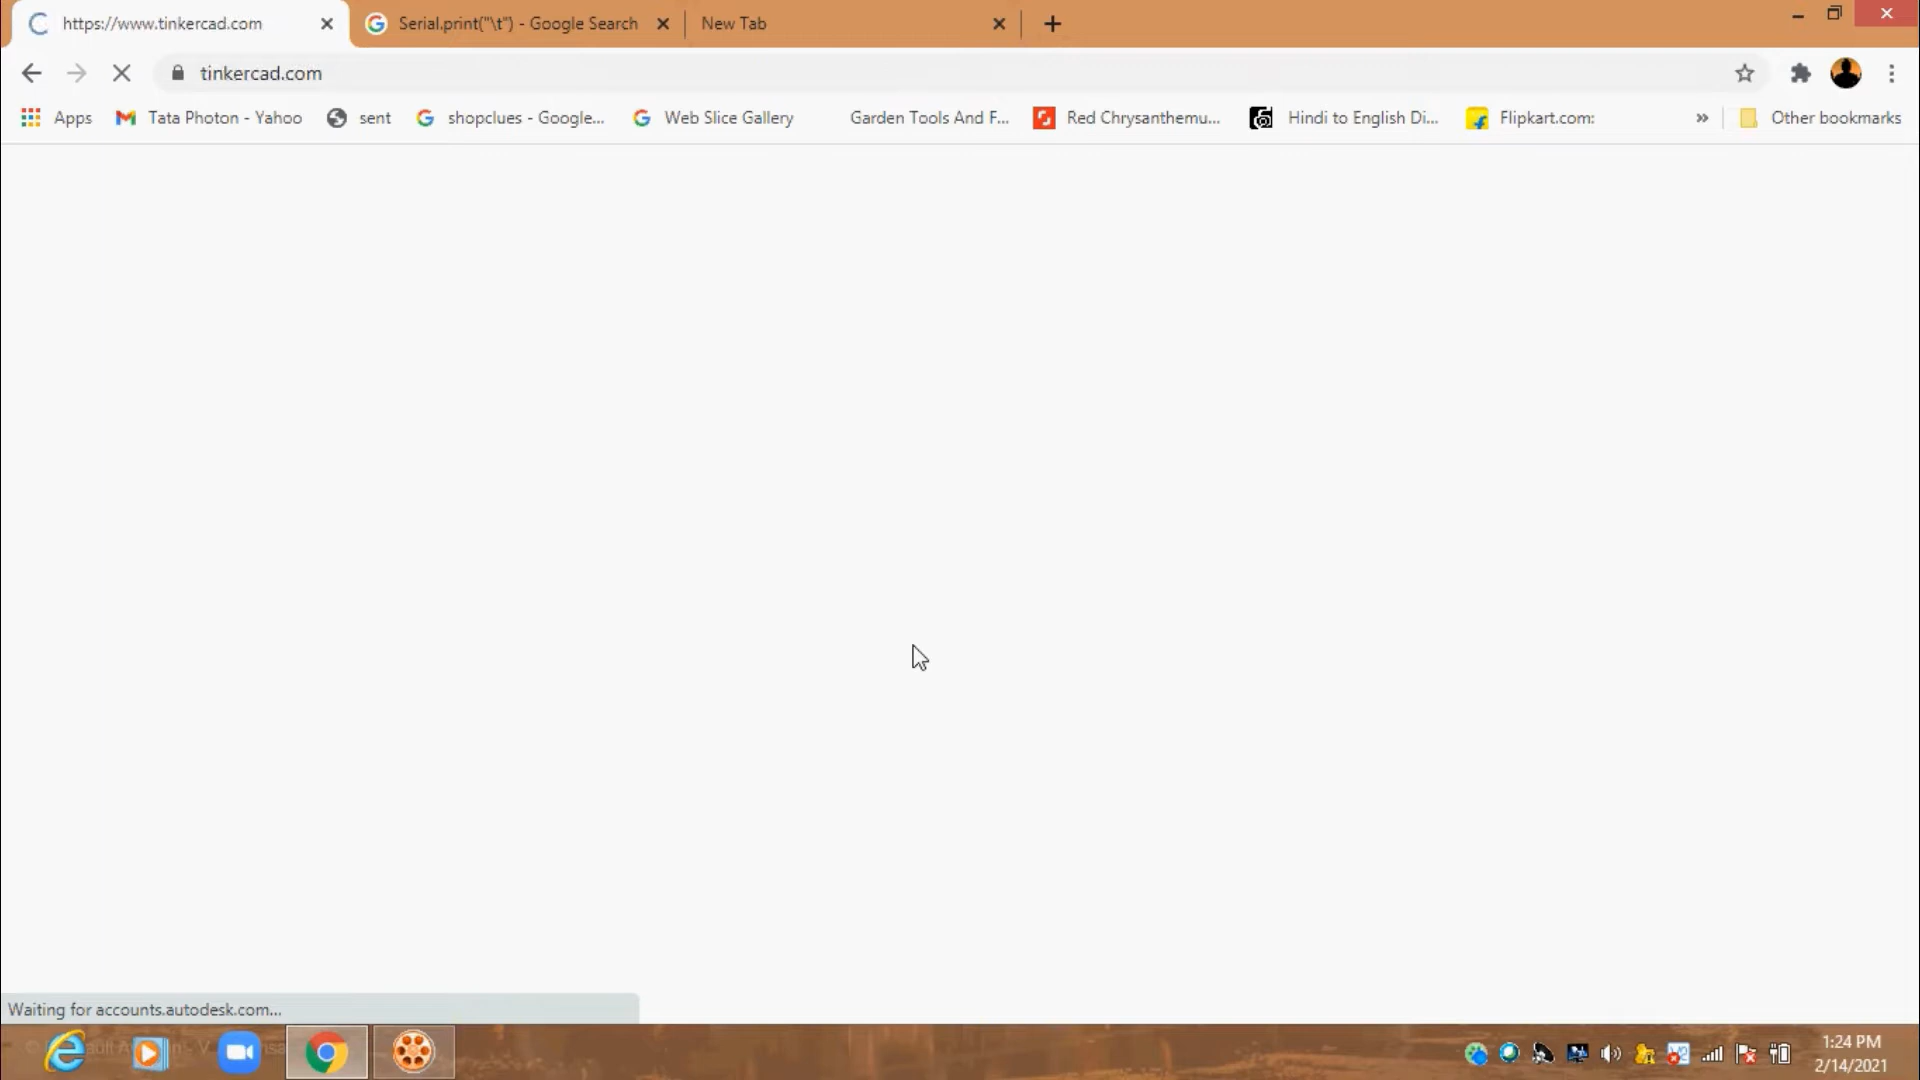 https://www.tinkercad.com
Serial.print("\t") - Google Search
New Tab
tinkercad.com
Apps
Tata Photon - Yahoo
sent
shopclues - Google...
Web Slice Gallery
Garden Tools And F...
Red Chrysanthemu...
Hindi to English Di...
Flipkart.com:
»
Other bookmarks
Waiting for accounts.autodesk.com...
1:24 PM
2/14/2021